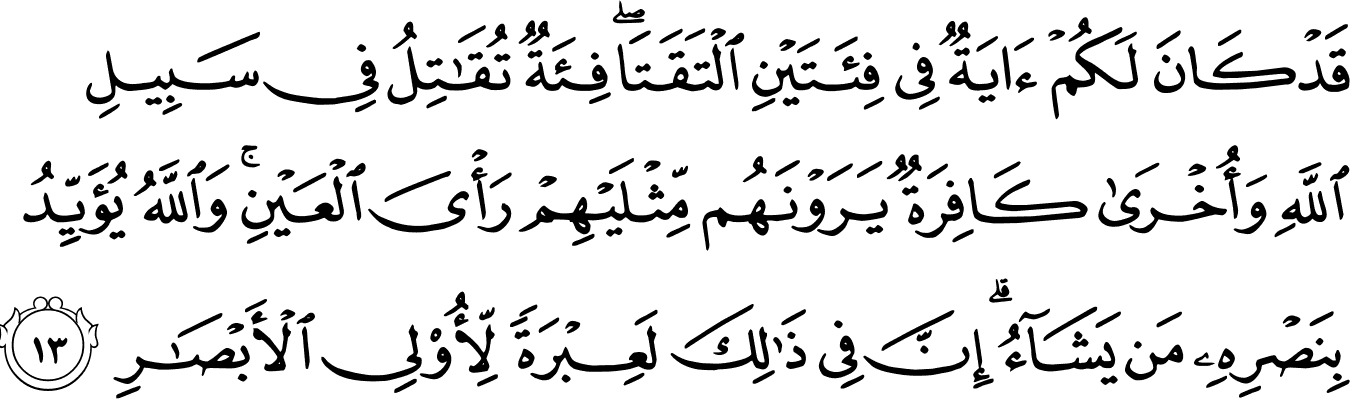 قَدْ كَانَ لَكُمْ ءَايَةٌ فِى فِئَتَيْنِ ٱلْتَقَتَا ۖ فِئَةٌ تُقَٰتِلُ فِى سَبِيلِ
ٱللَّهِ وَأُخْرَىٰ كَافِرَةٌ يَرَوْنَهُم مِّثْلَيْهِمْ رَأْىَ ٱلْعَيْنِ ۚ وَٱللَّهُ يُؤَيِّدُ
بِنَصْرِهِۦ مَن يَشَآءُ ۗ إِنَّ فِى ذَٰلِكَ لَعِبْرَةً لِّأُو۟لِى ٱلْأَبْصَٰرِ ١٣